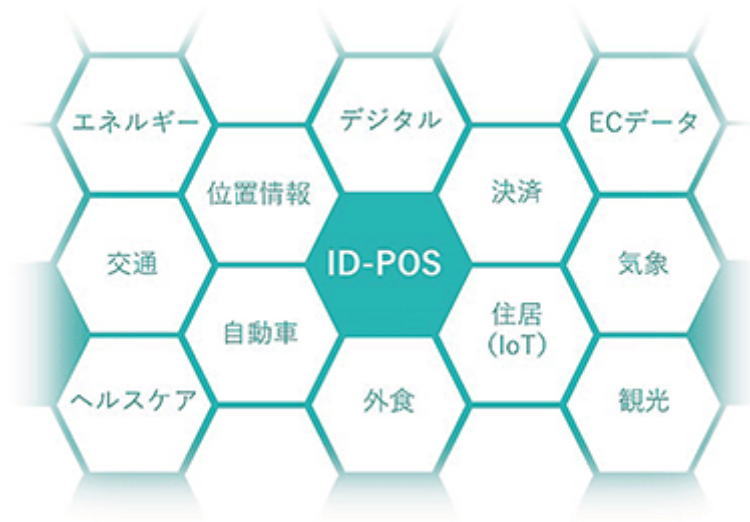 エネルギー
デジタル
ECデータ
位置情報
決済
交通
ID-POS
気象
自動車
住居
(IoT)
ヘルスケア
外食
観光